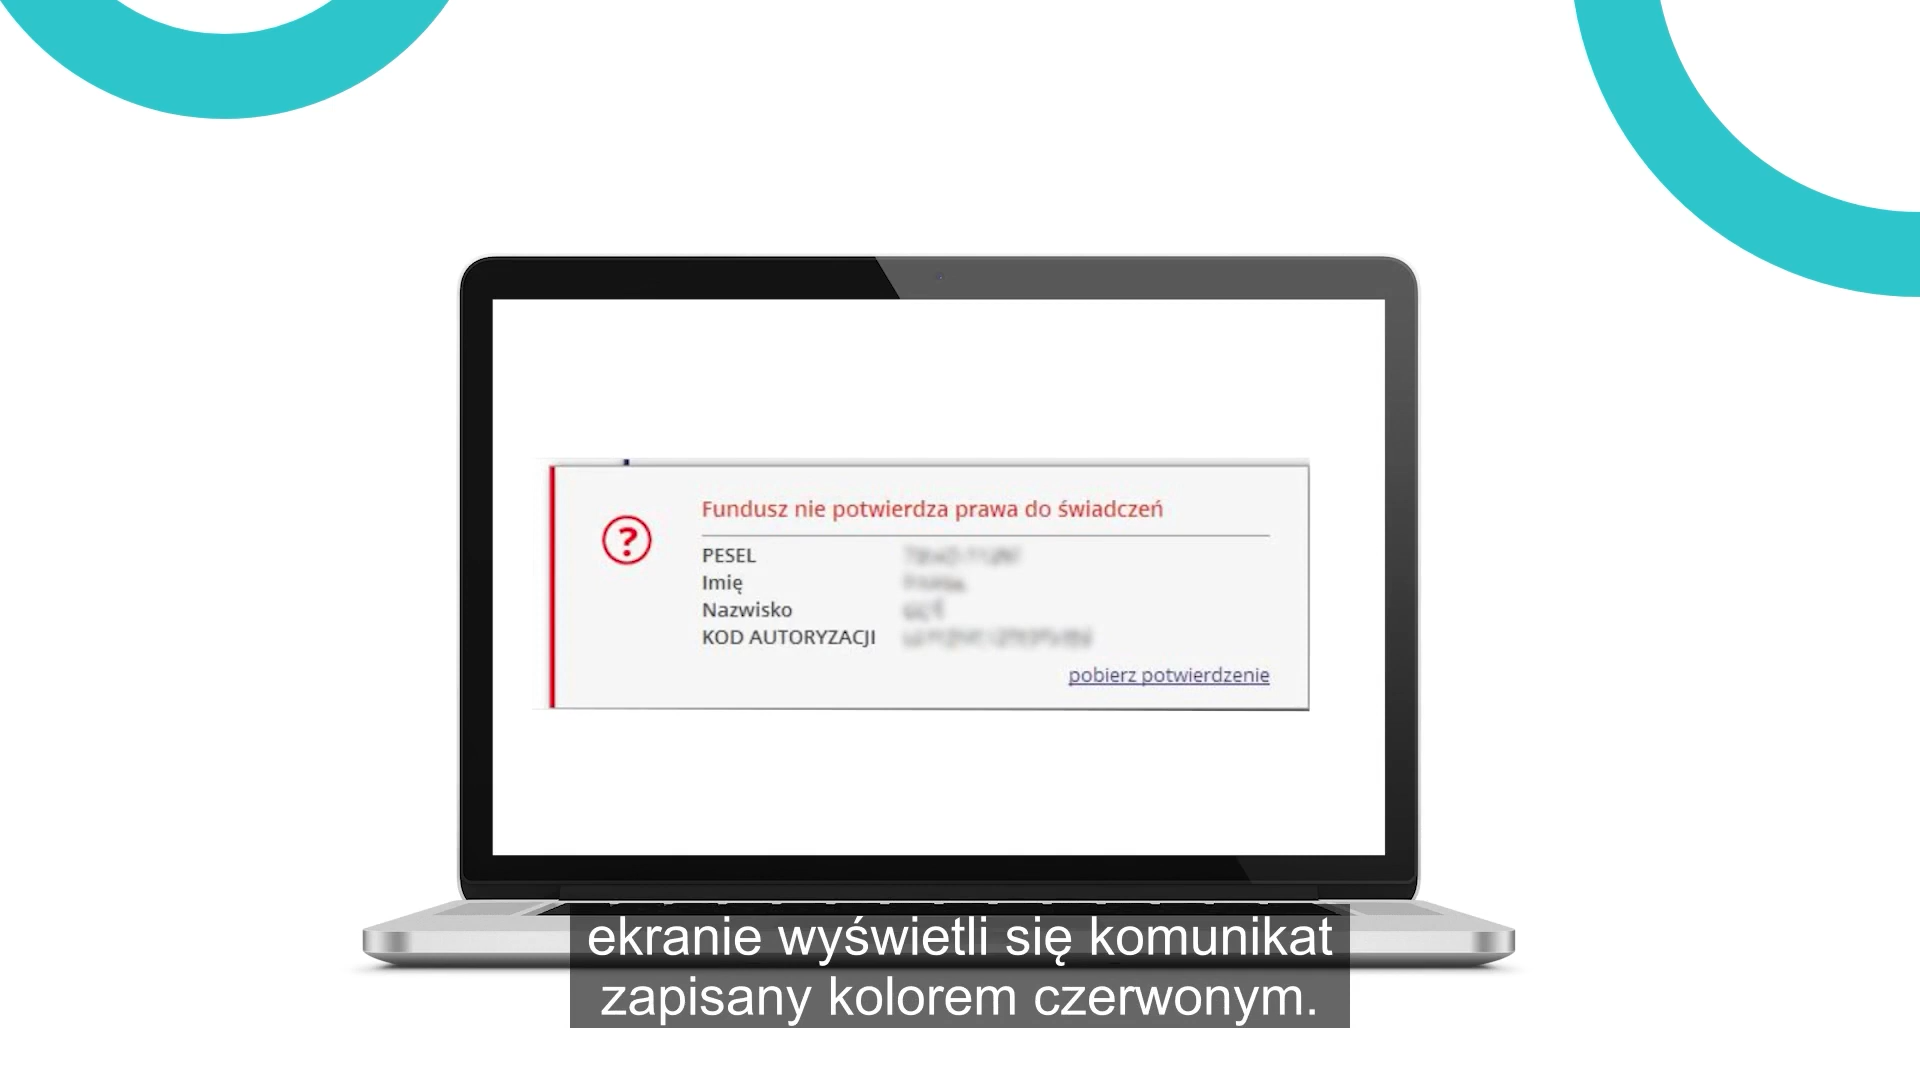 ?
Fundusz nie potwierdza prawa do świadczeń
PESEL
Imię
Nazwisko
KOD AUTORYZACJI
pobierz potwierdzenie
ekranie wyświetli się komunikat
zapisany kolorem czerwonym.